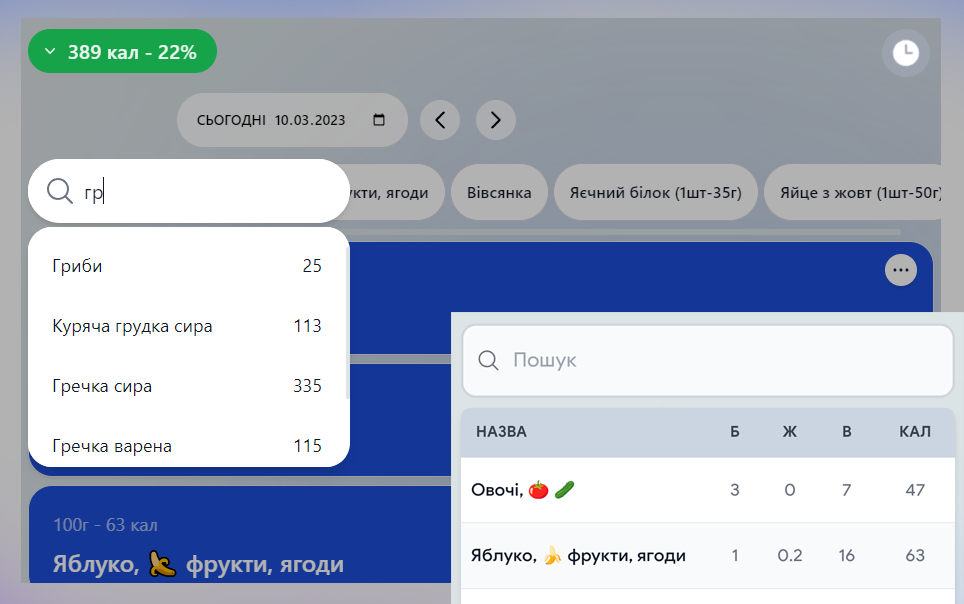 389 кал - 22%
СЬОГОДНІ 10.03.2023
гр
ягоди
Вівсянка
Яєчний білок (1шт-35г)
Яйце з жовт (1шт-50г)
Гриби 25
Куряча грудка сира 113
Гречка сира 335
Гречка варена 115
100г - 63 кал
Яблуко, 🍌 фрукти, ягоди
Пошук
НАЗВА Б Ж В КАЛ
Овочі, 🍅 🥒 3 0 7 47
Яблуко, 🍌 фрукти, ягоди 1 0.2 16 63